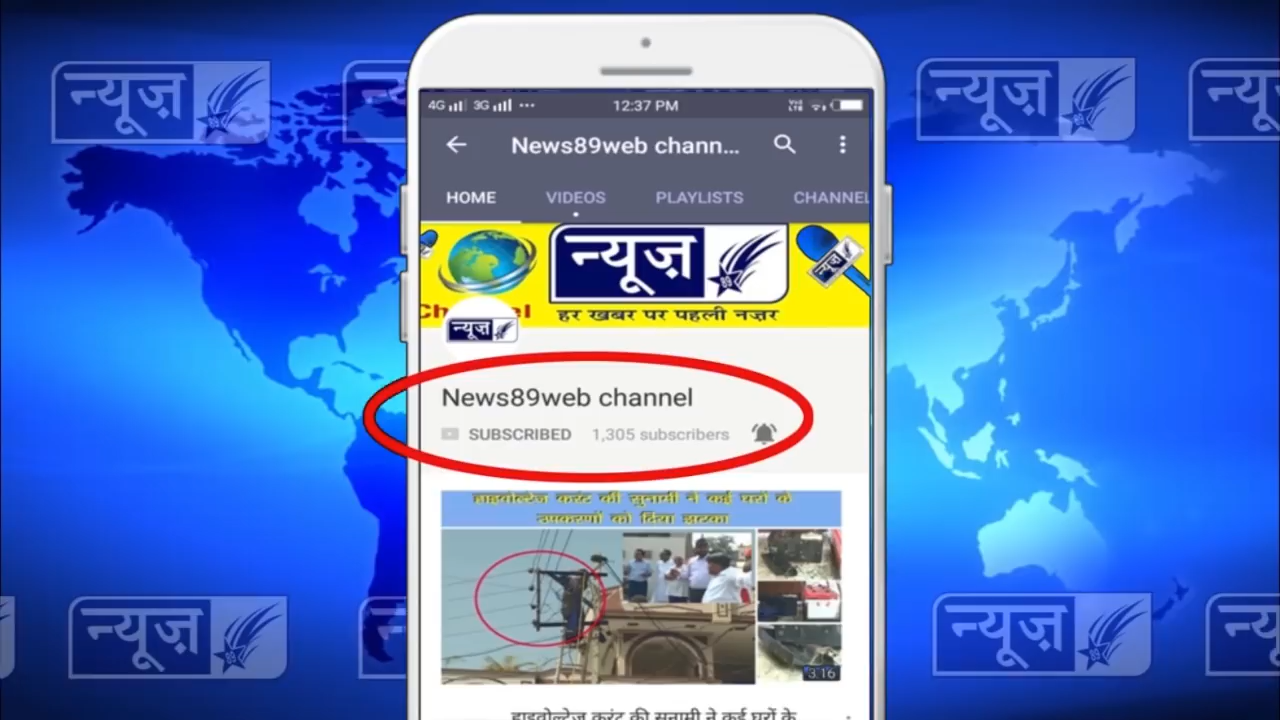 न्यूज़
न्यूज़
न्यूज़
4G 3G 12:37 PM
News89web chann...
HOME VIDEOS PLAYLISTS CHANNEL
न्यूज़ 89
न्यूज़
हर खबर पर पहली नज़र
न्यूज़
News89web channel
SUBSCRIBED 1,305 subscribers
हाइवोल्टेज करंट की सुनामी ने कई घरों के
उपकरणों को दिया झटका
3:16
हाइवोल्टेज करंट की सुनामी ने कई घरों के
न्यूज़
न्यूज़